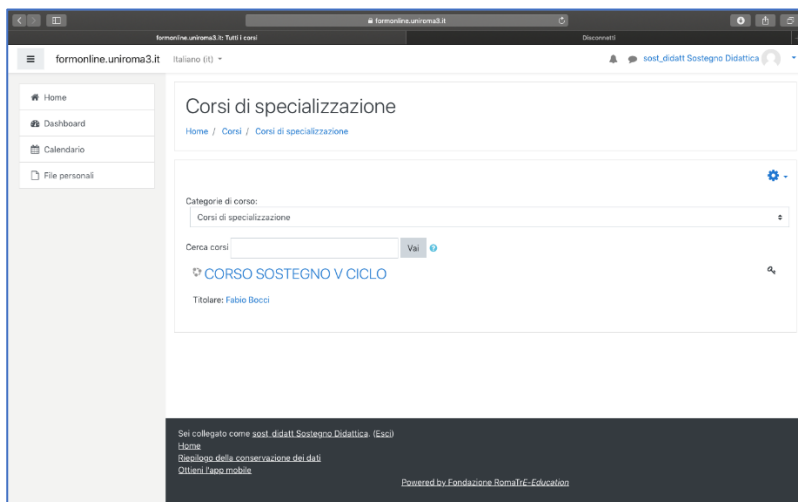 formonline.uniroma3.it
formonline.uniroma3.it: Tutti i corsi
Disconnetti
formonline.uniroma3.it
Italiano (it)
sost_didatt Sostegno Didattica
Home
Dashboard
Calendario
File personali
Corsi di specializzazione
Home / Corsi / Corsi di specializzazione
Categorie di corso:
Corsi di specializzazione
Cerca corsi
Vai
CORSO SOSTEGNO V CICLO
Titolare: Fabio Bocci
Sei collegato come sost_didatt Sostegno Didattica. (Esci)
Home
Riepilogo della conservazione dei dati
Ottieni l'app mobile
Powered by Fondazione RomaTrE-Education